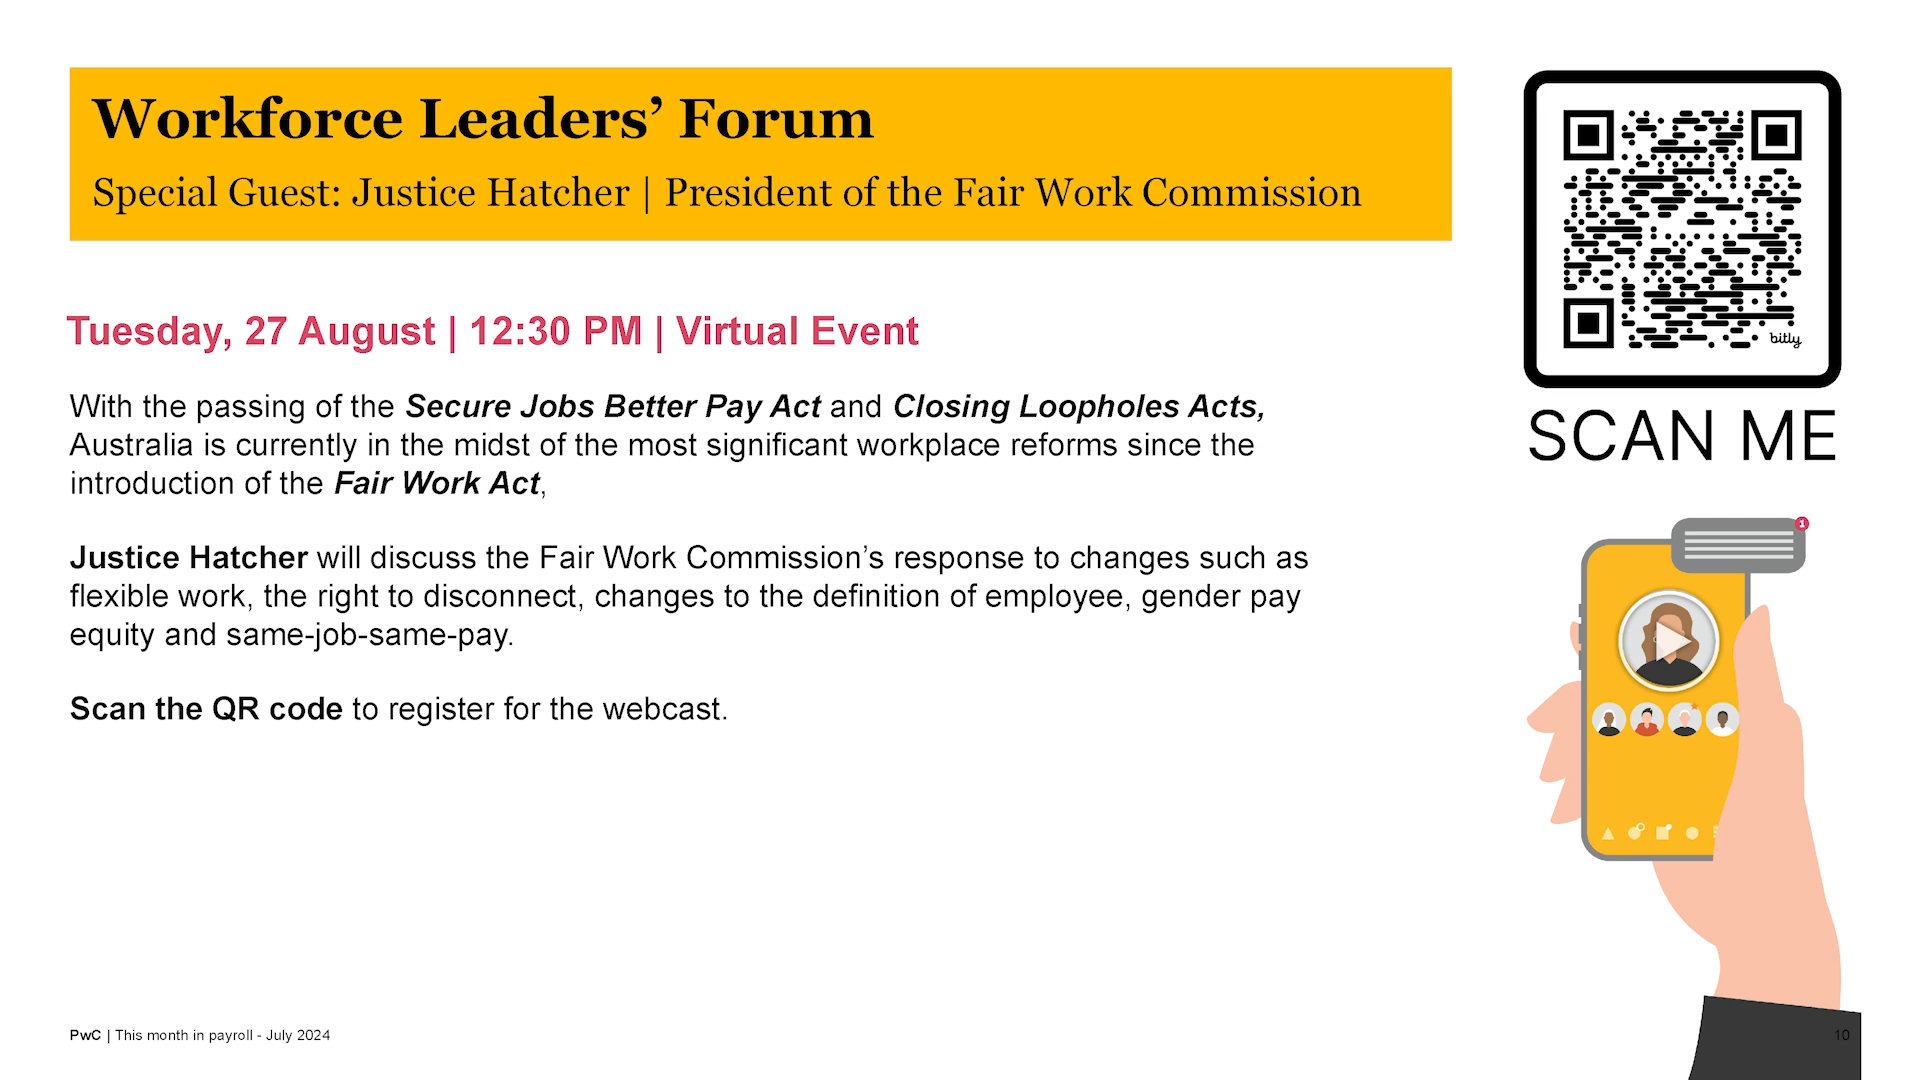 Workforce Leaders’ Forum
Special Guest: Justice Hatcher | President of the Fair Work Commission
Tuesday, 27 August | 12:30 PM | Virtual Event
With the passing of the Secure Jobs Better Pay Act and Closing Loopholes Acts,
Australia is currently in the midst of the most significant workplace reforms since the
introduction of the Fair Work Act,
Justice Hatcher will discuss the Fair Work Commission’s response to changes such as
flexible work, the right to disconnect, changes to the definition of employee, gender pay
equity and same-job-same-pay.
Scan the QR code to register for the webcast.
bitly
SCAN ME
1
PwC | This month in payroll - July 2024
10